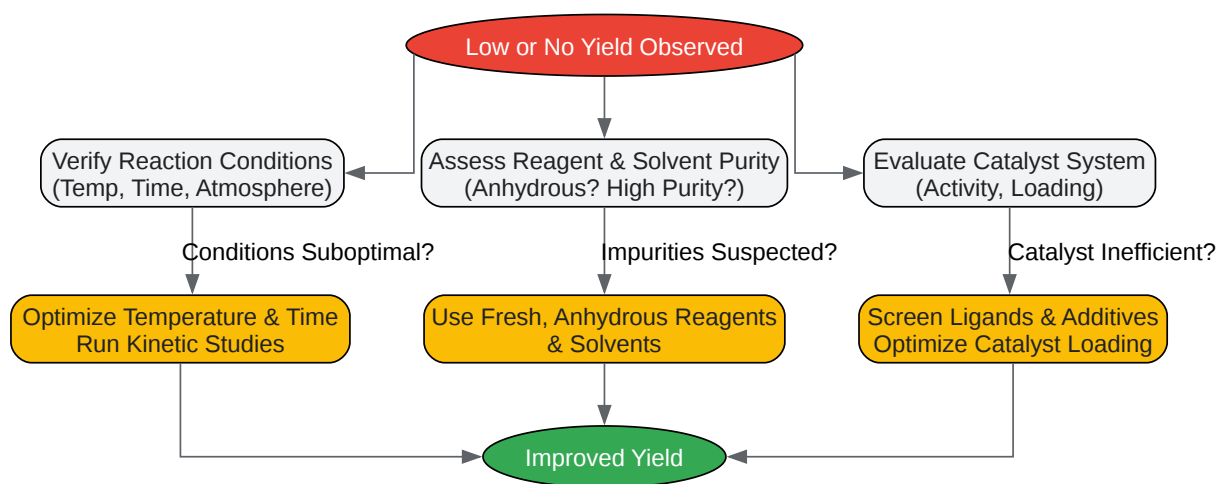 Low or No Yield Observed
Verify Reaction Conditions
(Temp, Time, Atmosphere)
Assess Reagent & Solvent Purity
(Anhydrous? High Purity?)
Evaluate Catalyst System
(Activity, Loading)
Conditions Suboptimal?
Impurities Suspected?
Catalyst Inefficient?
Optimize Temperature & Time
Run Kinetic Studies
Use Fresh, Anhydrous Reagents
& Solvents
Screen Ligands & Additives
Optimize Catalyst Loading
Improved Yield